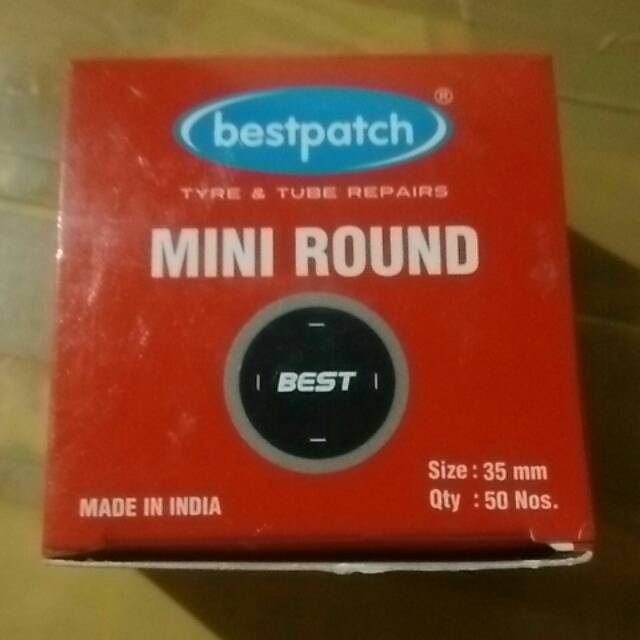 bestpatch ®
TYRE & TUBE REPAIRS
MINI ROUND
BEST
Size : 35 mm
MADE IN INDIA
Qty : 50 Nos.